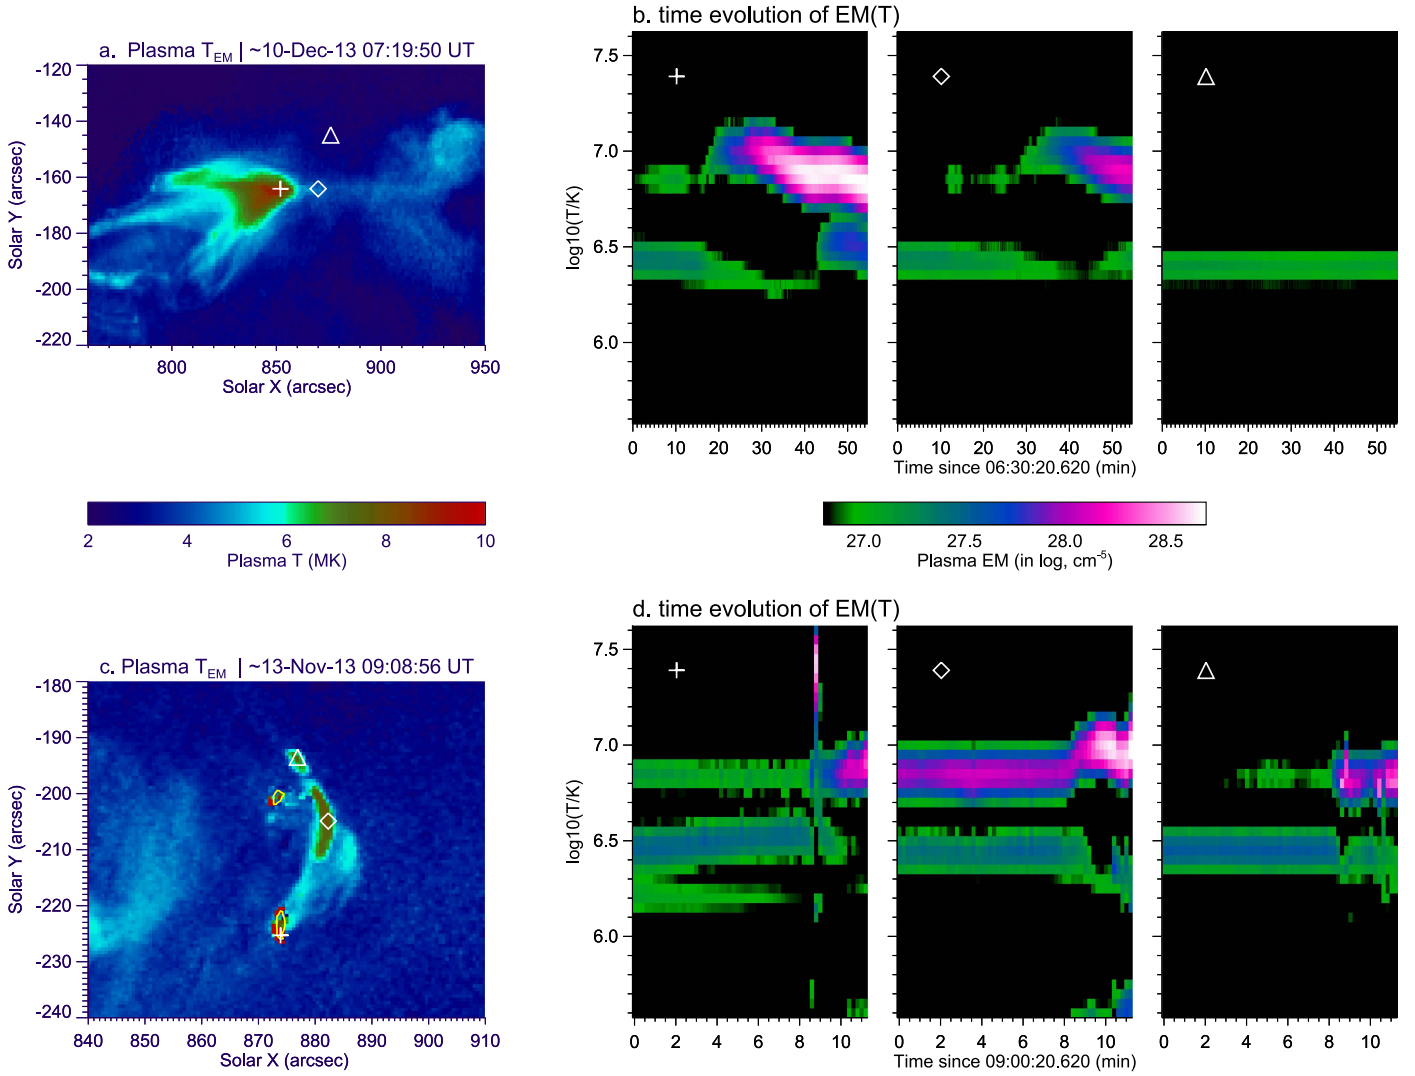 a. Plasma T_EM | ~10-Dec-13 07:19:50 UT
-120
-140
-160
-180
-200
-220
Solar Y (arcsec)
800 850 900 950
Solar X (arcsec)
b. time evolution of EM(T)
7.5
7.0
6.5
6.0
log10(T/K)
0 10 20 30 40 50
0 10 20 30 40 50
0 10 20 30 40 50
Time since 06:30:20.620 (min)
2 4 6 8 10
Plasma T (MK)
27.0 27.5 28.0 28.5
Plasma EM (in log, cm⁻⁵)
c. Plasma T_EM | ~13-Nov-13 09:08:56 UT
-180
-190
-200
-210
-220
-230
-240
Solar Y (arcsec)
840 850 860 870 880 890 900 910
Solar X (arcsec)
d. time evolution of EM(T)
7.5
7.0
6.5
6.0
log10(T/K)
0 2 4 6 8 10
0 2 4 6 8 10
0 2 4 6 8 10
Time since 09:00:20.620 (min)